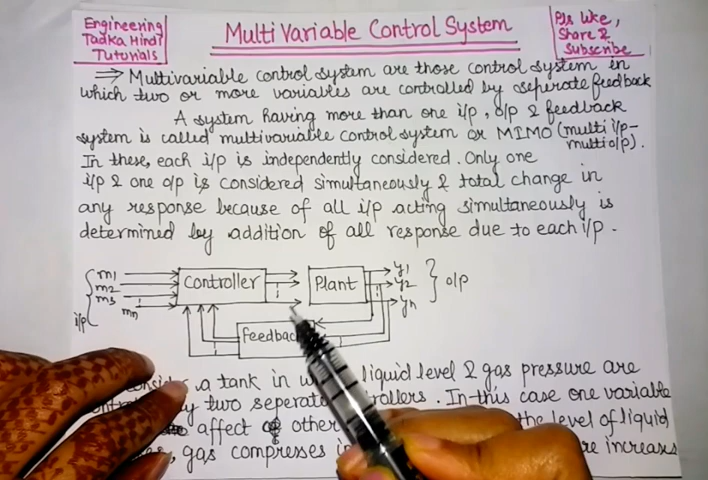 Engineering
Tadka Hindi
Tutorials
Multi Variable Control System
Pls like,
Share &
Subscribe
⇒ Multivariable control system are those control system in
which two or more variables are controlled by seperate feedback
A system having more than one i/p, o/p & feedback
system is called multivariable control system or MIMO (multi i/p-
multi o/p).
In these, each i/p is independently considered. Only one
i/p & one o/p is considered simultaneously & total change in
any response because of all i/p acting simultaneously is
determined by addition of all response due to each i/p.
i/p
m1
m2
m3
mn
Controller
Plant
y1
y2
yn
o/p
Feedback
a tank in liquid level & gas pressure are
two seperate In this case one variable
affect other the level of liquid
, gas compresses increases